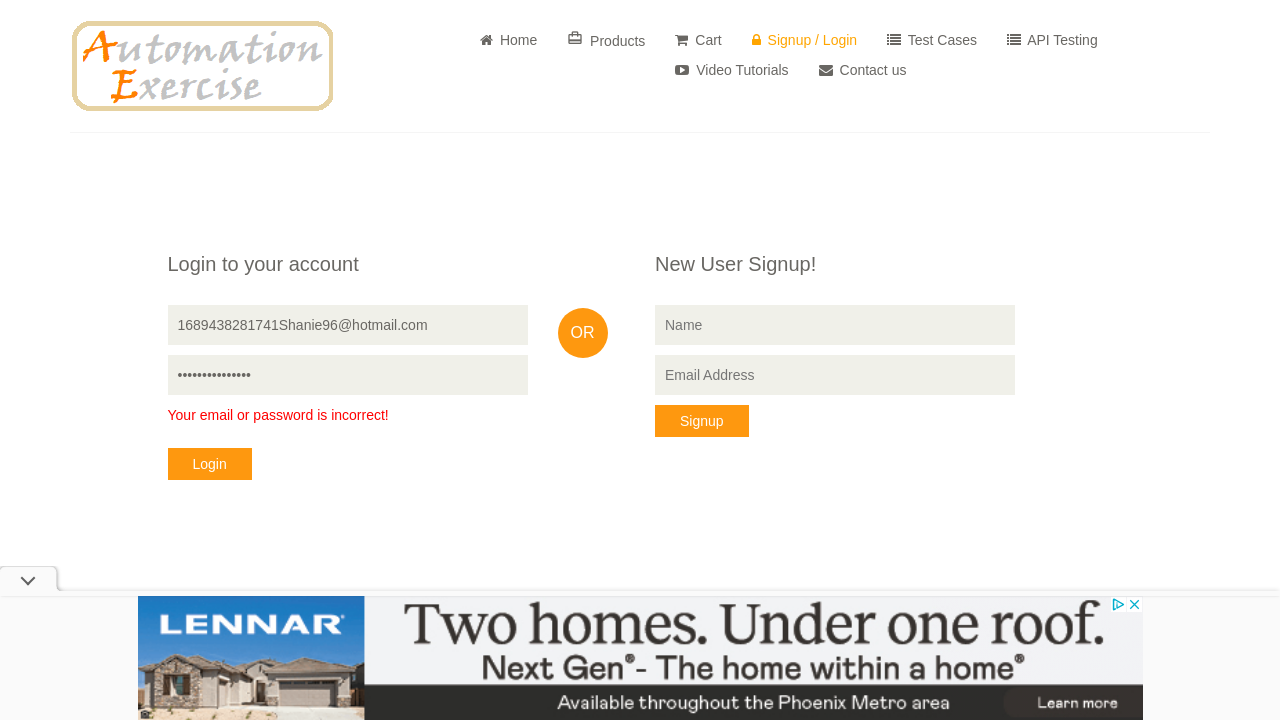 Automation
Exercise
Home
Products
Cart
Signup / Login
Test Cases
API Testing
Video Tutorials
Contact us
Login to your account
1689438281741Shanie96@hotmail.com
•••••••••••••••
Your email or password is incorrect!
Login
OR
New User Signup!
Name
Email Address
Signup
LENNAR®
Two homes. Under one roof.
Next Gen®- The home within a home®
Available throughout the Phoenix Metro area
Learn more